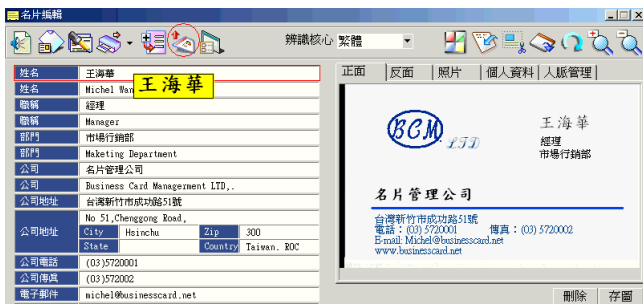 名片編輯
辨識核心 繁體
姓名 王海華
王海華
姓名 Michel Wan
職稱 經理
職稱 Manager
部門 市場行銷部
部門 Maketing Department
公司 名片管理公司
公司 Business Card Managerment LTD,.
公司地址 台灣新竹市成功路51號
公司地址 No 51,Chenggong Road,
City Hsinchu Zip 300
State Country Taiwan. ROC
公司電話 (03)5720001
公司傳真 (03)572002
電子郵件 michel@businesscard.net
正面 反面 照片 個人資料 人脈管理
BCM LTD
王海華
經理
市場行銷部
名片管理公司
台灣新竹市成功路51號
電話：(03) 5720001 傳真：(03) 5720002
E-mail: Michel@businesscard.net
www.businesscard.net
刪除 存圖